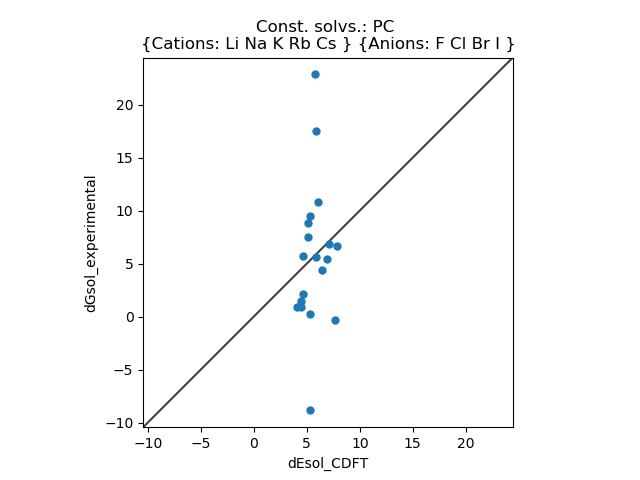 Const. solvs.: PC
{Cations: Li Na K Rb Cs } {Anions: F Cl Br I }
20
15
10
5
0
−5
−10
dGsol_experimental
−10 −5 0 5 10 15 20
dEsol_CDFT